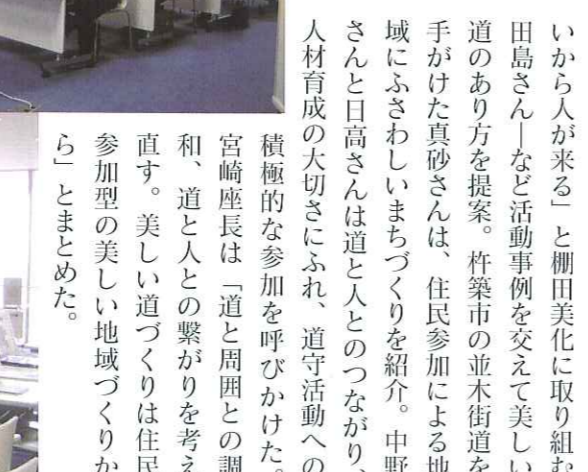 いから人が来る」と棚田美化に取り組む
田島さん―など活動事例を交えて美しい
道のあり方を提案。杵築市の並木街道を
手がけた真砂さんは、住民参加による地
域にふさわしいまちづくりを紹介。中野
さんと日高さんは道と人とのつながり、
人材育成の大切さにふれ、道守活動への
積極的な参加を呼びかけた。
宮崎座長は「道と周囲との調
和、道と人との繋がりを考え
直す。美しい道づくりは住民
参加型の美しい地域づくりか
ら」とまとめた。